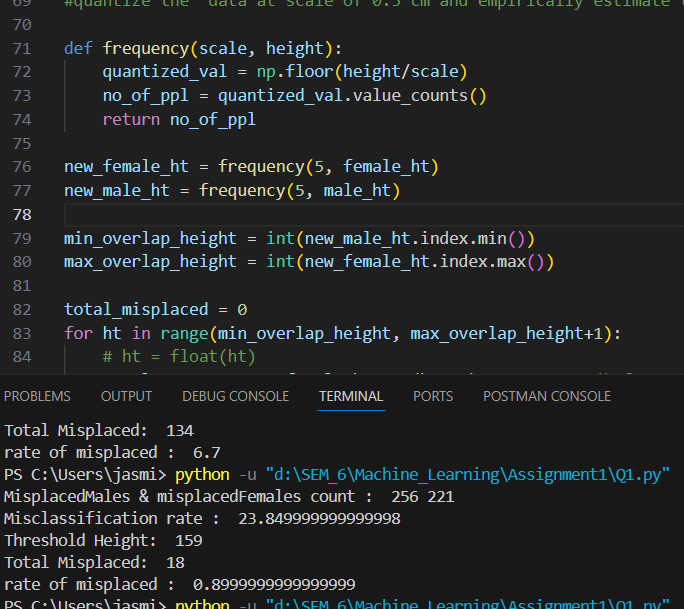 69 #quantize the data at scale of 0.5 cm and empirically estimate
70
71 def frequency(scale, height):
72     quantized_val = np.floor(height/scale)
73     no_of_ppl = quantized_val.value_counts()
74     return no_of_ppl
75
76 new_female_ht = frequency(5, female_ht)
77 new_male_ht = frequency(5, male_ht)
78
79 min_overlap_height = int(new_male_ht.index.min())
80 max_overlap_height = int(new_female_ht.index.max())
81
82 total_misplaced = 0
83 for ht in range(min_overlap_height, max_overlap_height+1):
84     # ht = float(ht)
PROBLEMS OUTPUT DEBUG CONSOLE TERMINAL PORTS POSTMAN CONSOLE
Total Misplaced:  134
rate of misplaced :  6.7
PS C:\Users\jasmi> python -u "d:\SEM_6\Machine_Learning\Assignment1\Q1.py"
MisplacedMales & misplacedFemales count :  256 221
Misclassification rate :  23.849999999999998
Threshold Height:  159
Total Misplaced:  18
rate of misplaced :  0.8999999999999999
PS C:\Users\jasmi> python -u "d:\SEM_6\Machine_Learning\Assignment1\Q1.py"